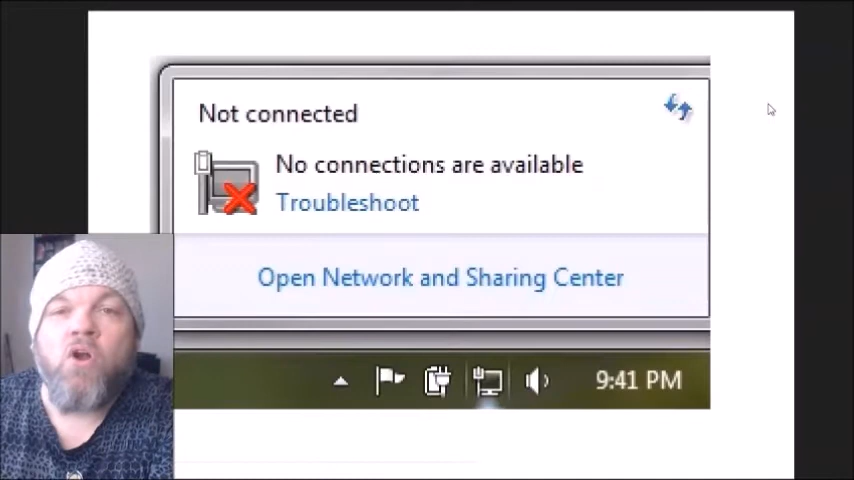 Not connected
No connections are available
Troubleshoot
Open Network and Sharing Center
9:41 PM